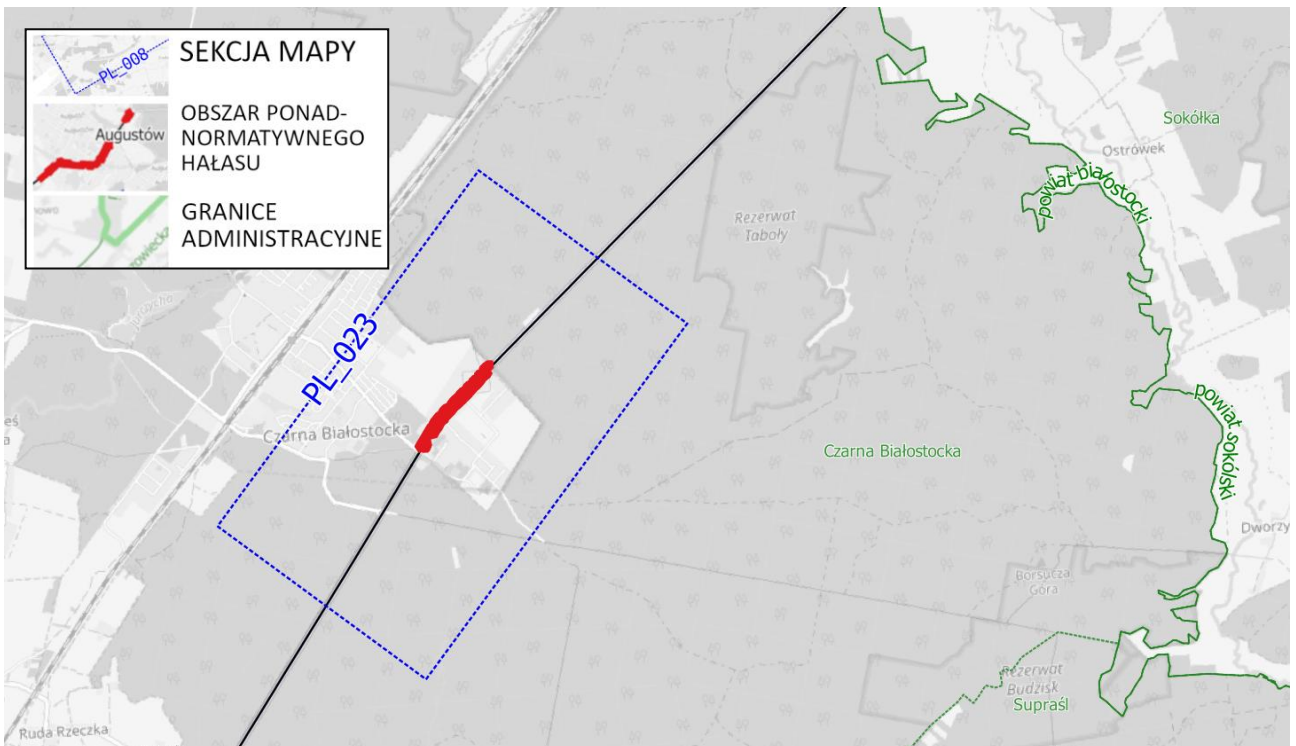 PL_008
SEKCJA MAPY
Augustów
OBSZAR PONAD-
NORMATYWNEGO
HAŁASU
GRANICE
ADMINISTRACYJNE
Sokółka
Ostrówek
powiat białostocki
Rezerwat
Taboły
PL_023
Czarna Białostocka
Czarna Białostocka
powiat sokólski
Dworzy
Borsucza
Góra
Rezerwat
Budzisk
Supraśl
Ruda Rzeczka